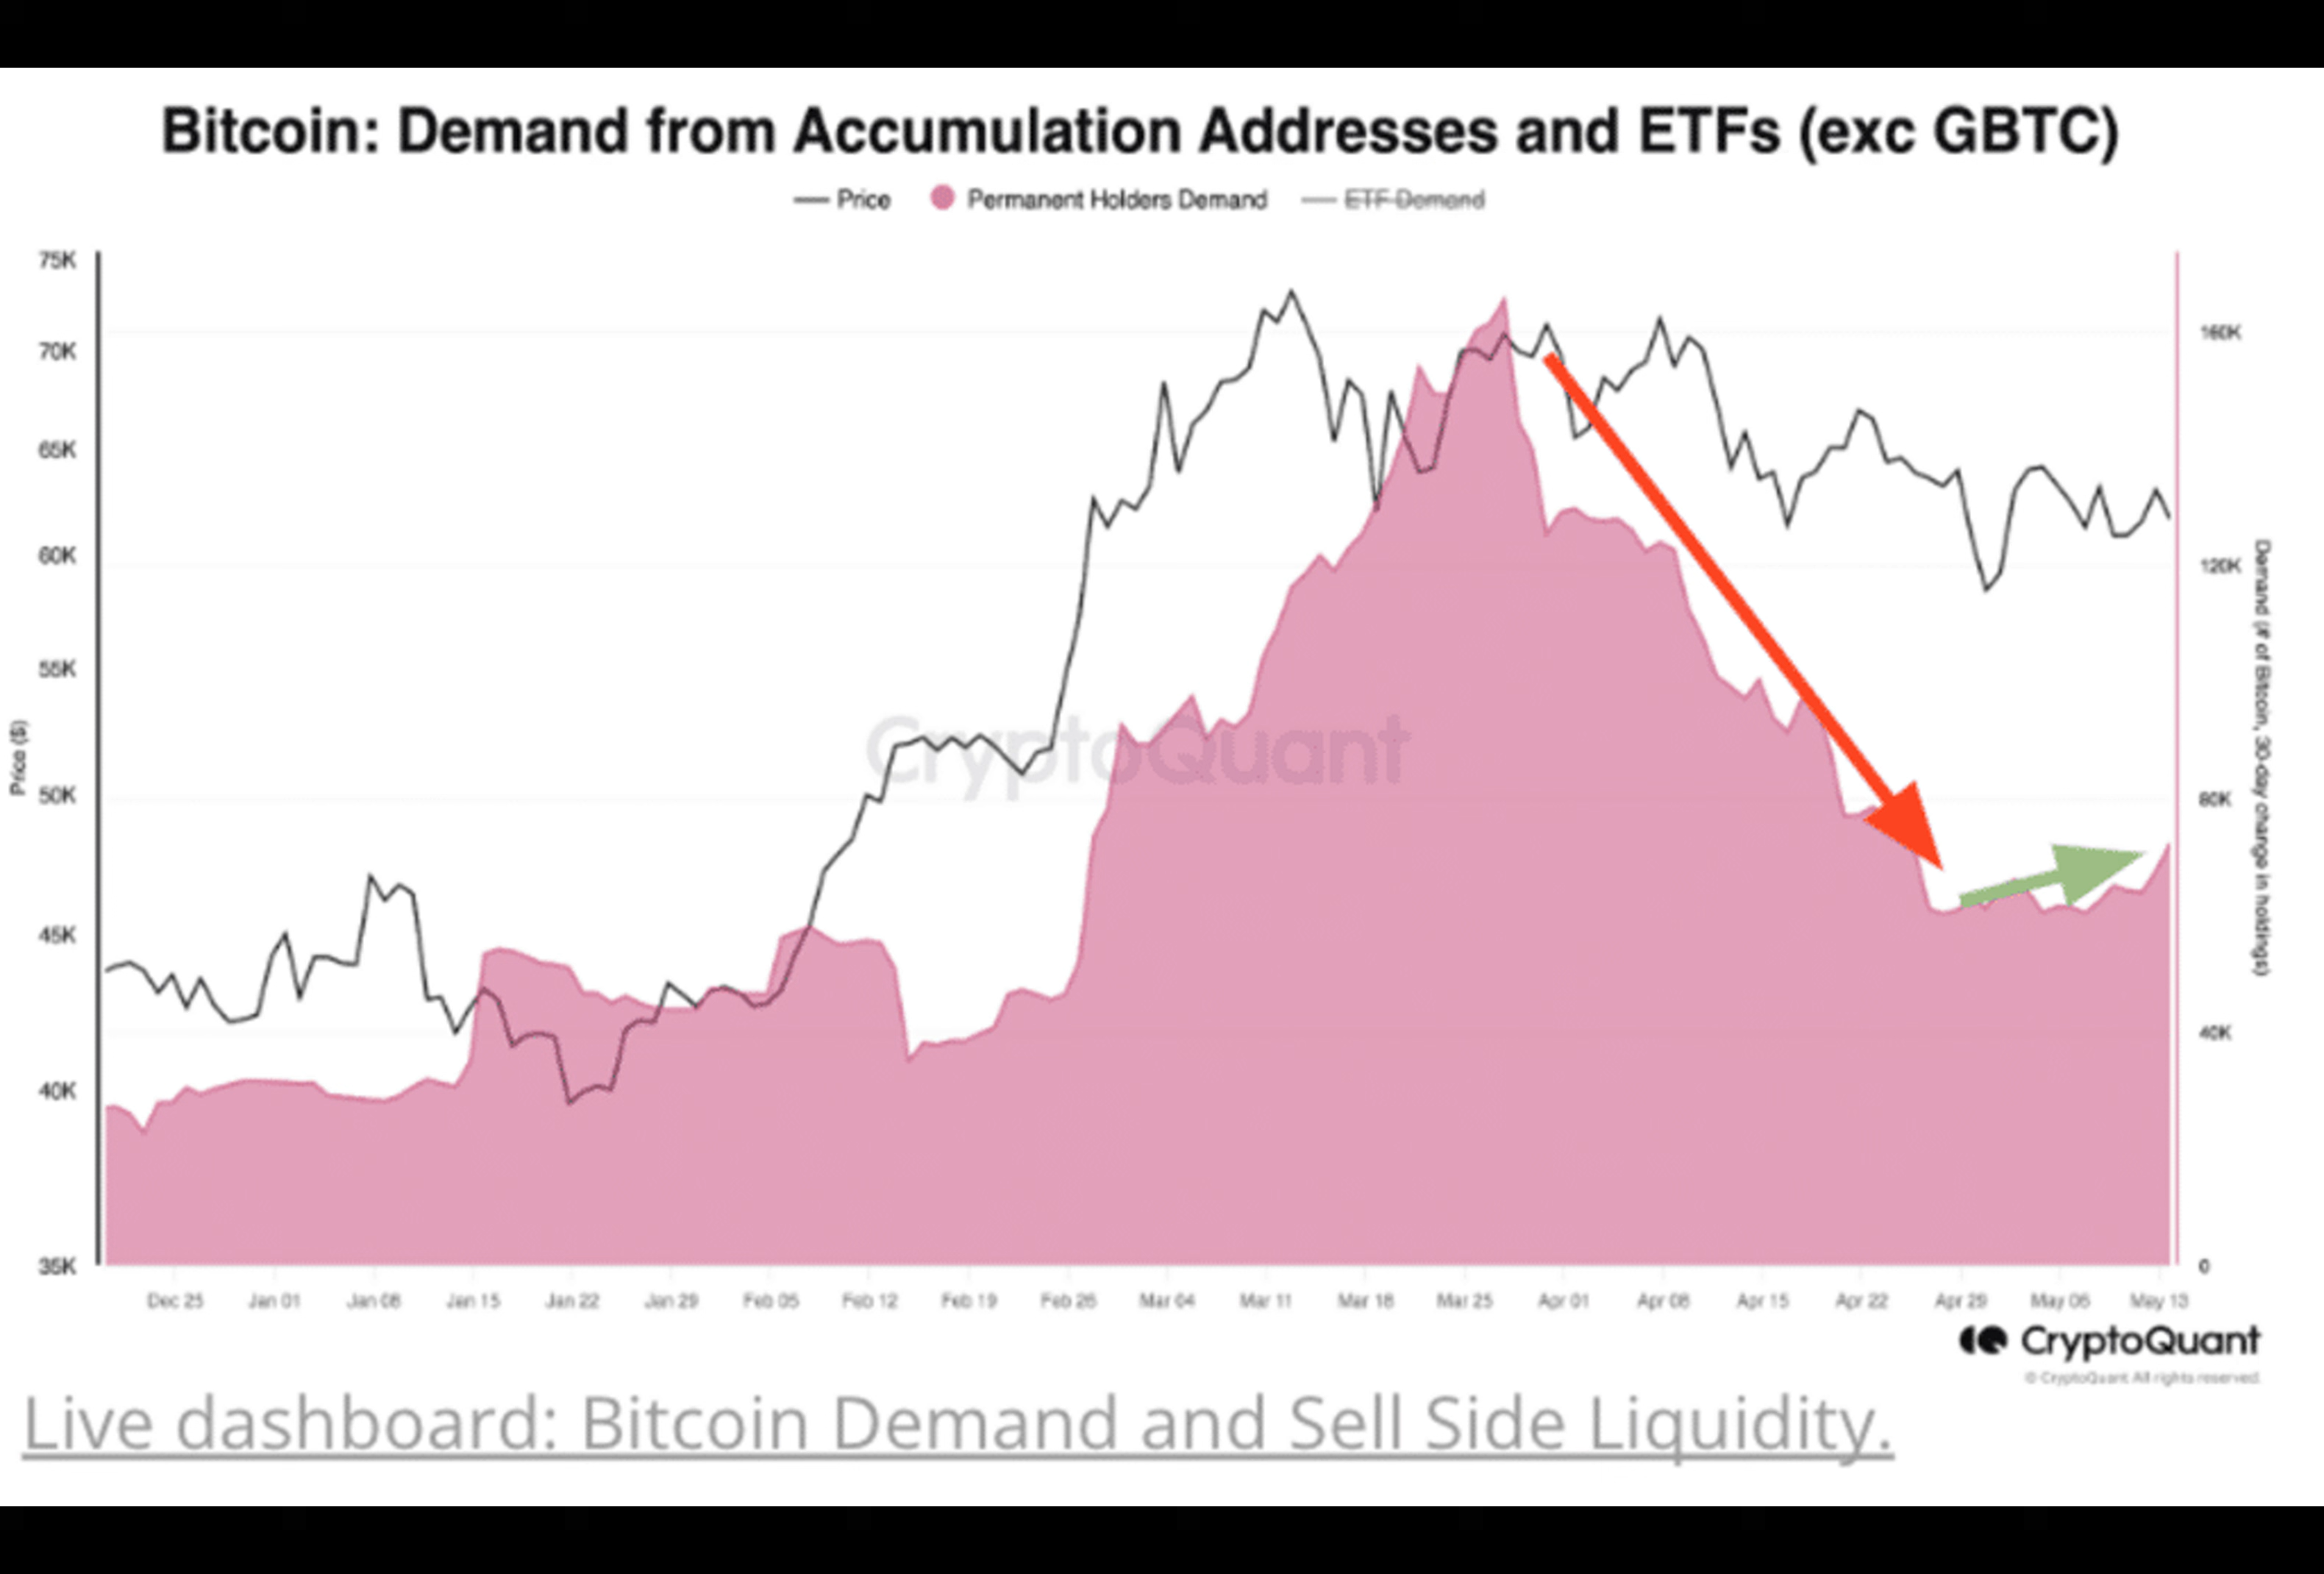 Bitcoin: Demand from Accumulation Addresses and ETFs (exc GBTC)
Price Permanent Holders Demand ETF Demand
75K
70K
65K
60K
55K
50K
45K
40K
35K
Price ($)
CryptoQuant
160K
120K
80K
40K
0
Demand (# of Bitcoin, 30-day change in holdings)
Dec 25 Jan 01 Jan 08 Jan 15 Jan 22 Jan 29 Feb 05 Feb 12 Feb 19 Feb 26 Mar 04 Mar 11 Mar 18 Mar 25 Apr 01 Apr 08 Apr 15 Apr 22 Apr 29 May 06 May 13
CryptoQuant
© CryptoQuant All rights reserved.
Live dashboard: Bitcoin Demand and Sell Side Liquidity.